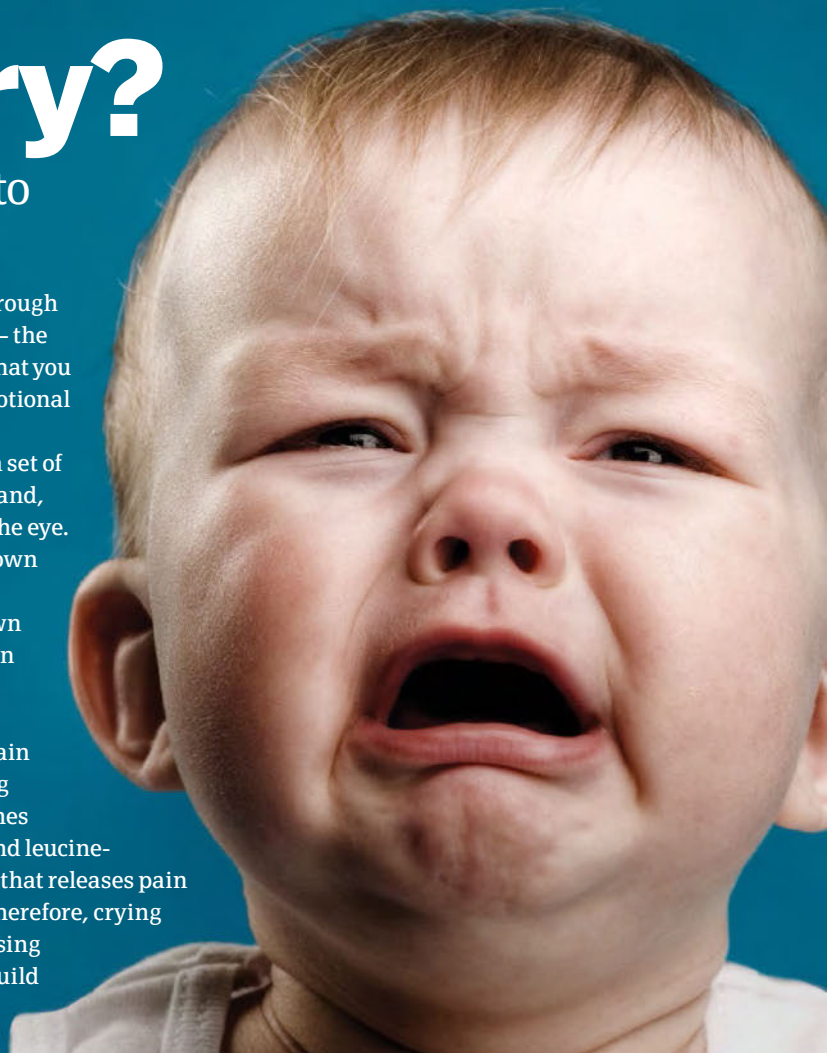 ry?
to
rough
– the
hat you
otional
set of
and,
he eye.
own
wn
n
ain
g
nes
nd leucine-
that releases pain
herefore, crying
sing
uild